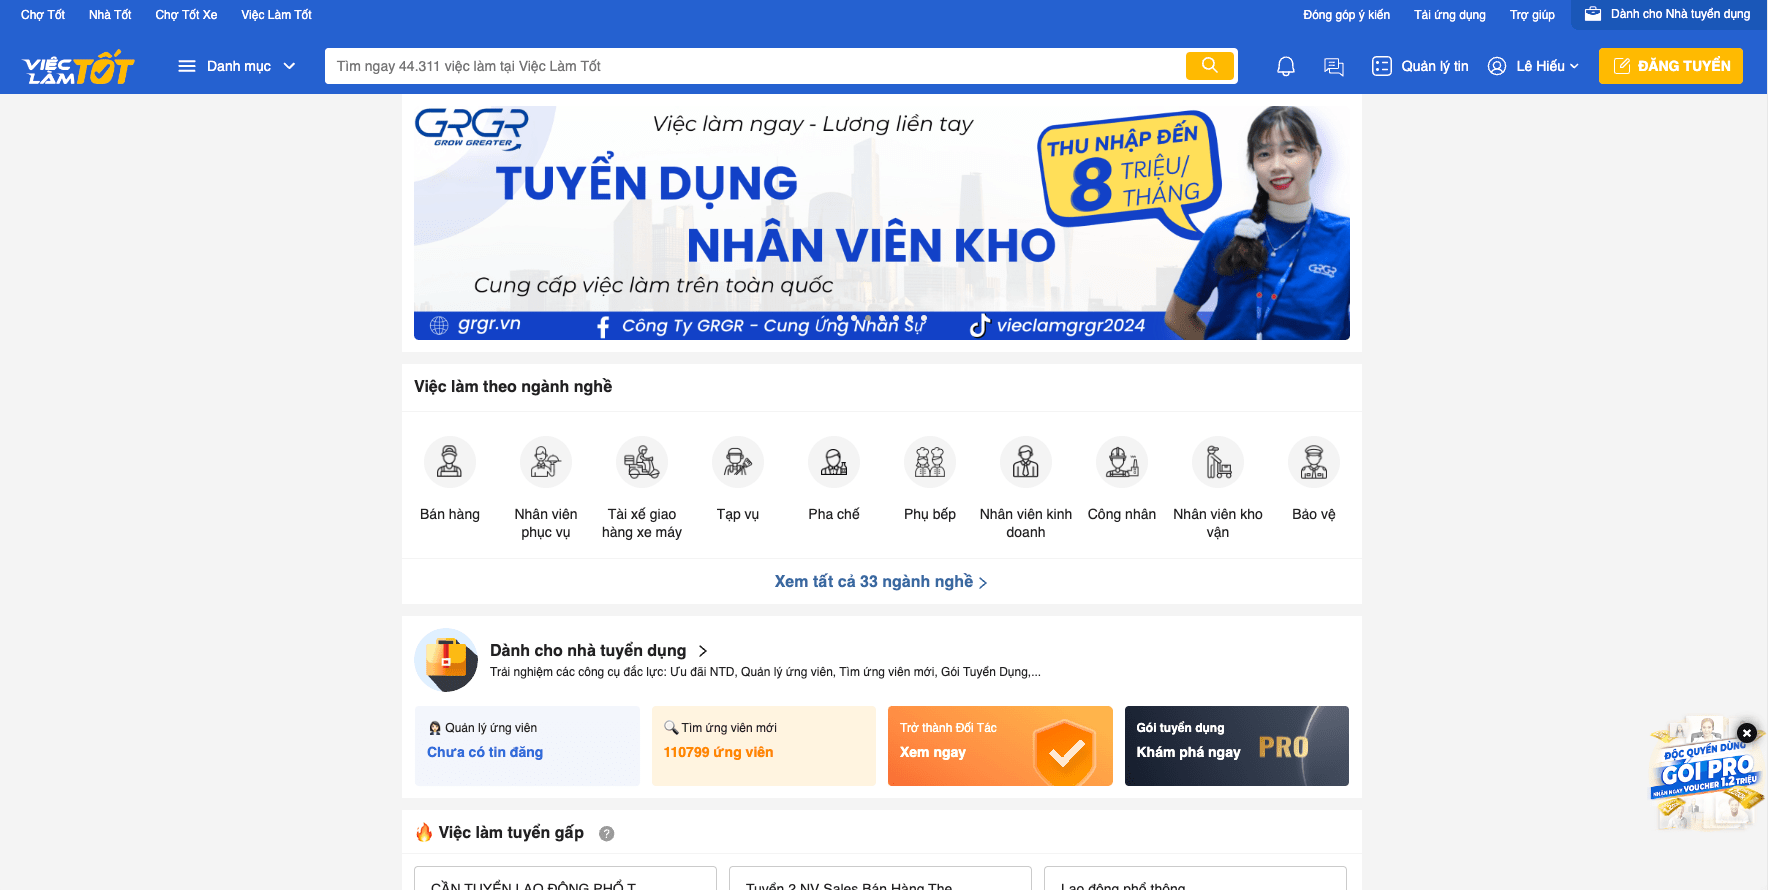 Chợ Tốt
Nhà Tốt
Chợ Tốt Xe
Việc Làm Tốt
Đóng góp ý kiến
Tải ứng dụng
Trợ giúp
Dành cho Nhà tuyển dụng
VIỆC LÀM TỐT
Danh mục
Tìm ngay 44.311 việc làm tại Việc Làm Tốt
Quản lý tin
Lê Hiếu
ĐĂNG TUYỂN
GRGR
GROW GREATER
Việc làm ngay - Lương liền tay
TUYỂN DỤNG
NHÂN VIÊN KHO
THU NHẬP ĐẾN
8 TRIỆU/
THÁNG
Cung cấp việc làm trên toàn quốc
GRGR
grgr.vn
Công Ty GRGR - Cung Ứng Nhân Sự
vieclamgrgr2024
Việc làm theo ngành nghề
Bán hàng
Nhân viên
phục vụ
Tài xế giao
hàng xe máy
Tạp vụ
Pha chế
Phụ bếp
Nhân viên kinh
doanh
Công nhân
Nhân viên kho
vận
Bảo vệ
Xem tất cả 33 ngành nghề
Dành cho nhà tuyển dụng
Trải nghiệm các công cụ đắc lực: Ưu đãi NTD, Quản lý ứng viên, Tìm ứng viên mới, Gói Tuyển Dụng,...
Quản lý ứng viên
Chưa có tin đăng
Tìm ứng viên mới
110799 ứng viên
Trở thành Đối Tác
Xem ngay
Gói tuyển dụng
Khám phá ngay
PRO
ĐỘC QUYỀN DÙNG
GÓI PRO
NHẬN NGAY VOUCHER 1.2 TRIỆU
Việc làm tuyển gấp
?
CẦN TUYỂN LAO ĐỘNG PHỔ T...
Tuyển 2 NV Sales Bán Hàng The...
Lao động phổ thông